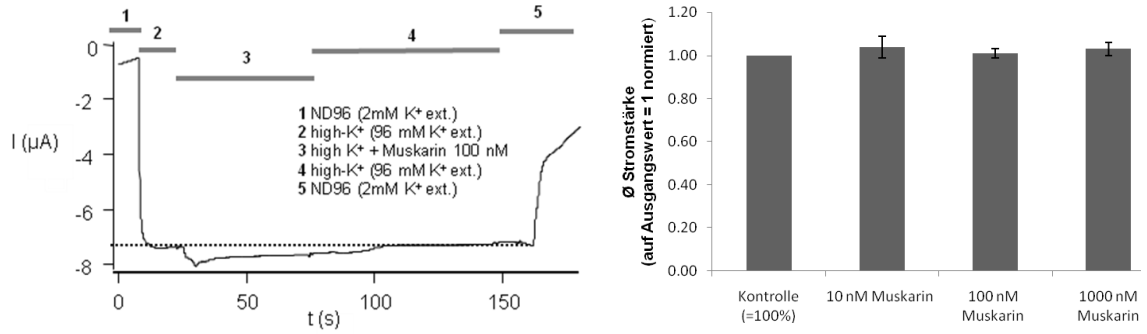 1
2
3
4
5
0
-2
-4
-6
-8
I (µA)
1 ND96 (2mM K⁺ ext.)
2 high-K⁺ (96 mM K⁺ ext.)
3 high K⁺ + Muskarin 100 nM
4 high-K⁺ (96 mM K⁺ ext.)
5 ND96 (2mM K⁺ ext.)
0
50
100
150
t (s)
Ø Stromstärke
(auf Ausgangswert = 1 normiert)
1.20
1.00
0.80
0.60
0.40
0.20
0.00
Kontrolle
(=100%)
10 nM Muskarin
100 nM
Muskarin
1000 nM
Muskarin